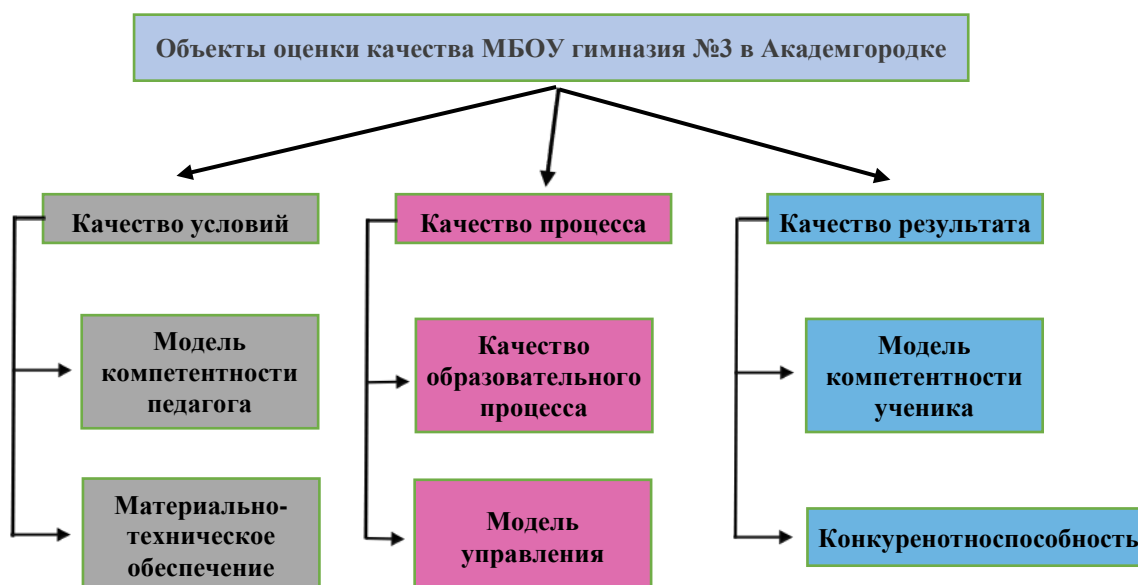 Объекты оценки качества МБОУ гимназия №3 в Академгородке
Качество условий
Качество процесса
Качество результата
Модель
компетентности
педагога
Качество
образовательного
процесса
Модель
компетентности
ученика
Материально-
техническое
обеспечение
Модель
управления
Конкуренотноспособность